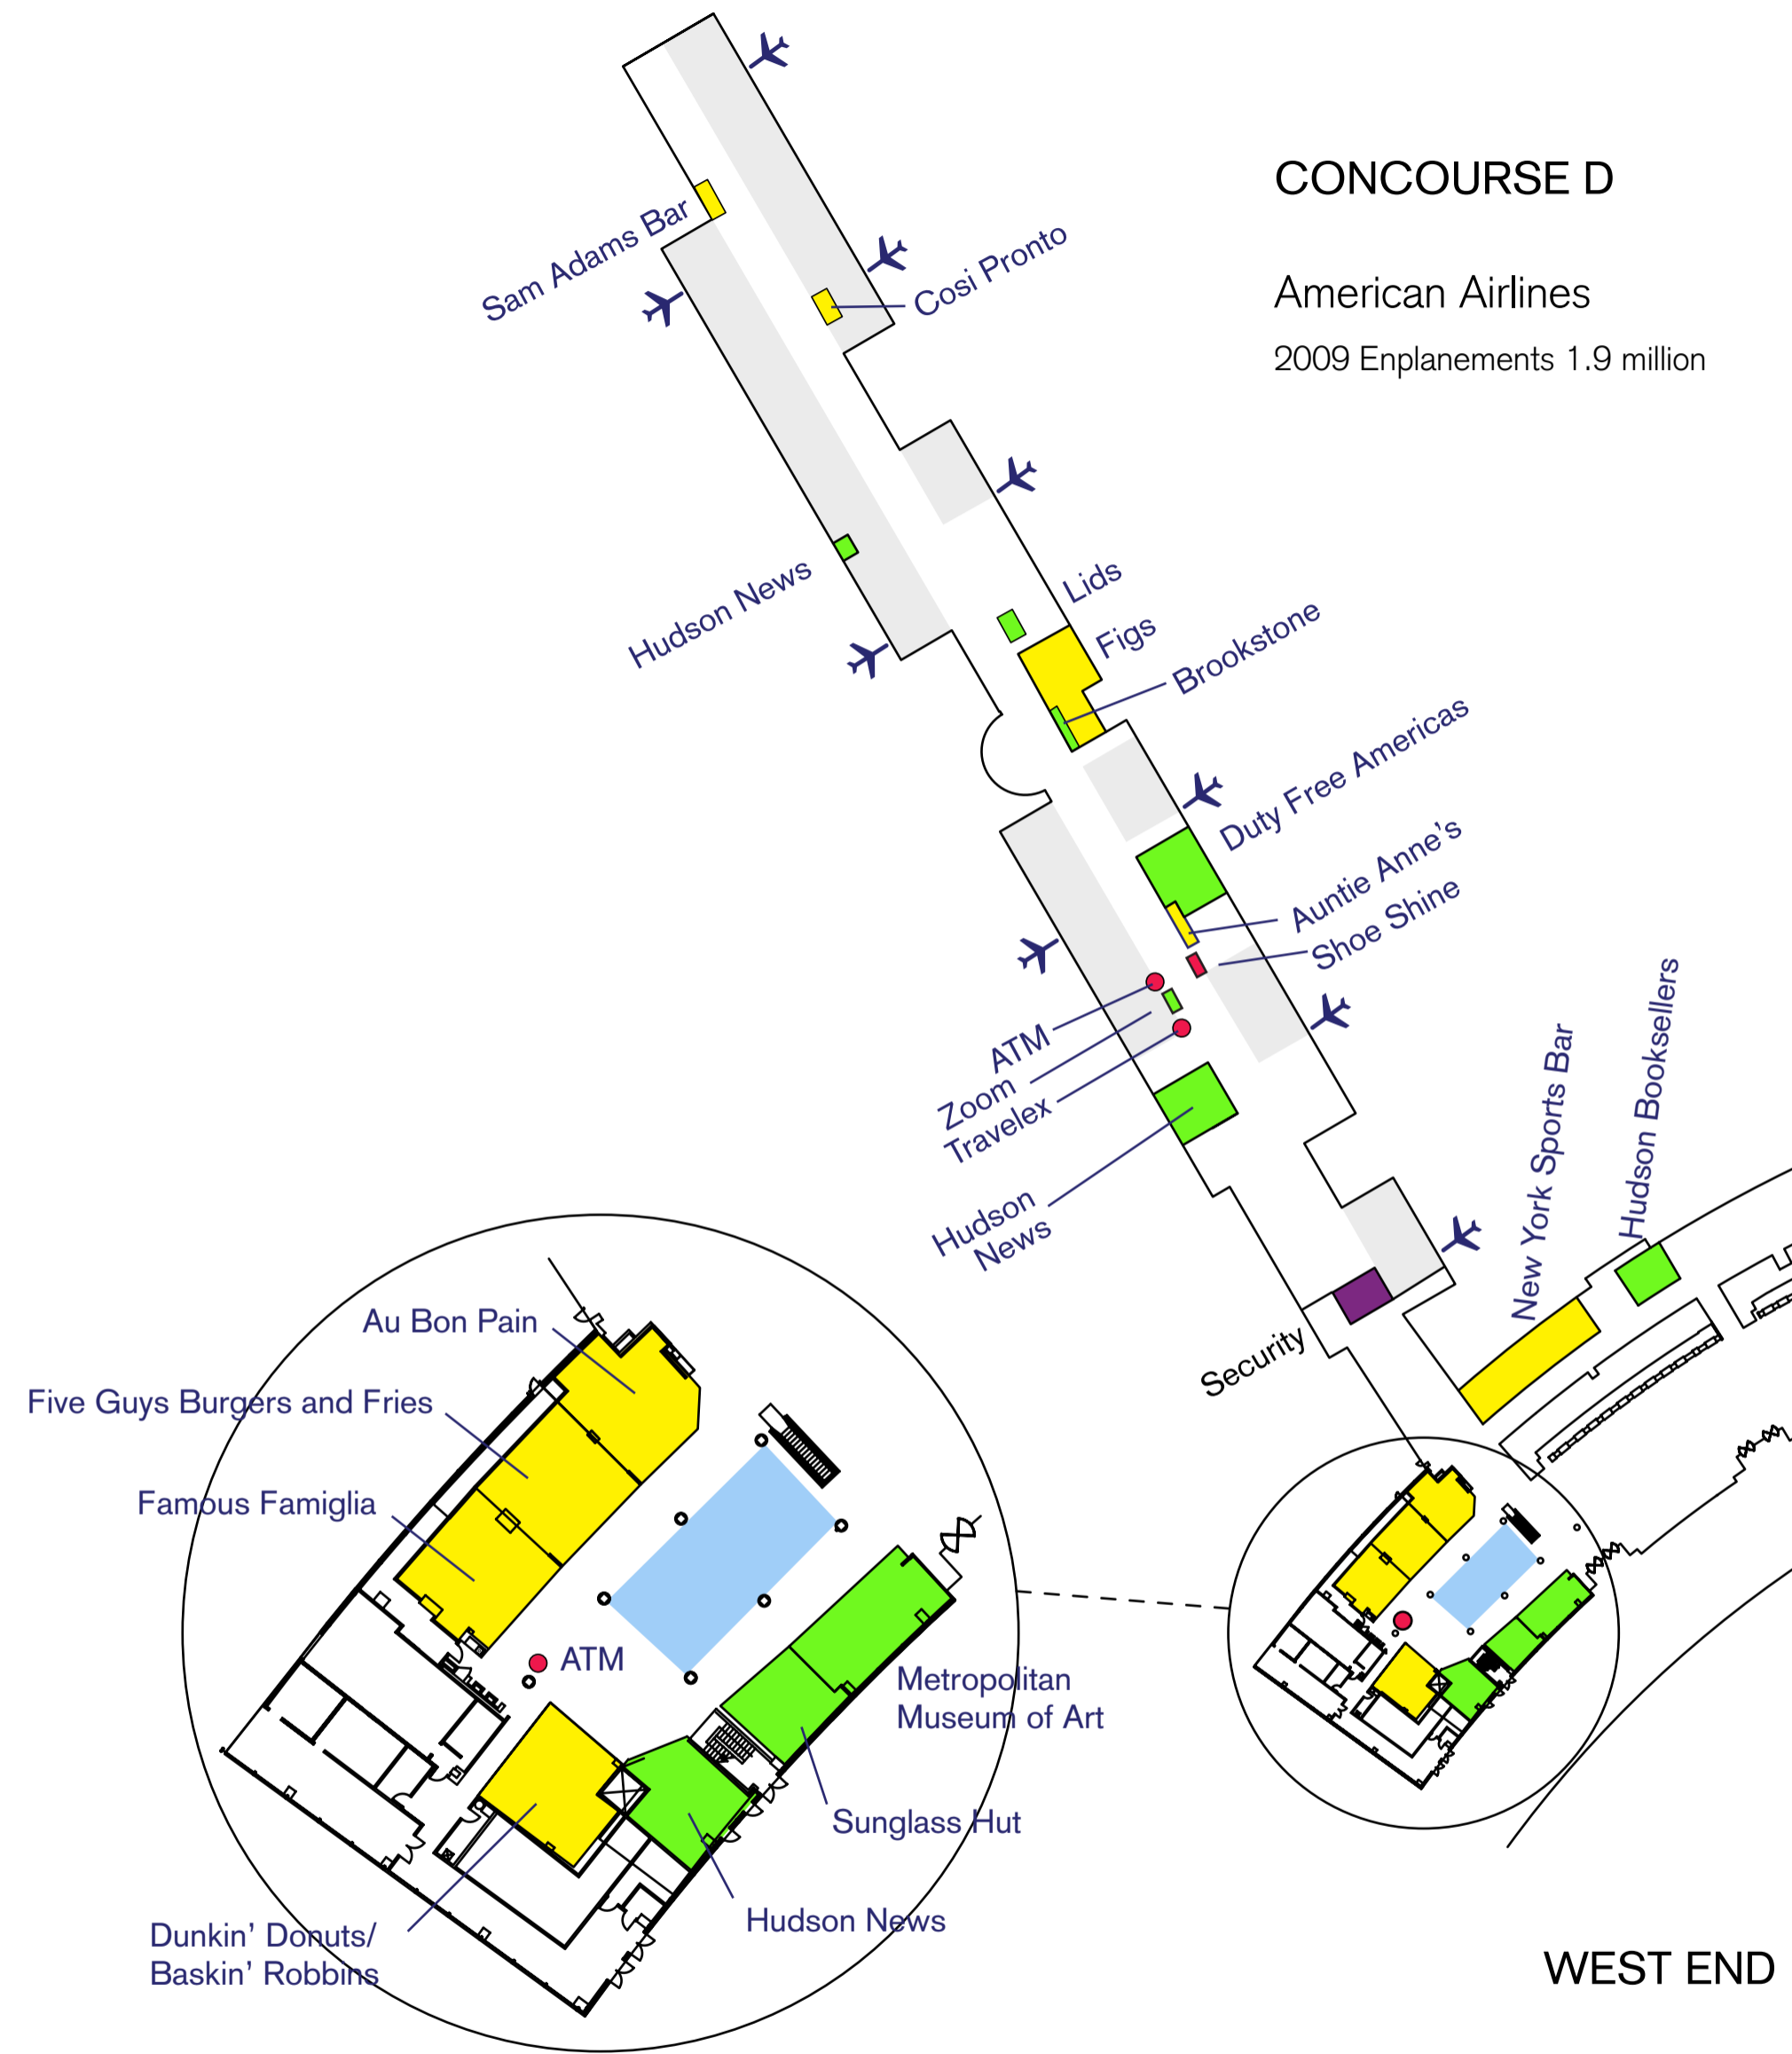 CONCOURSE D
American Airlines
2009 Enplanements 1.9 million
Sam Adams Bar
Cosi Pronto
Hudson News
Lids
Figs
Brookstone
Duty Free Americas
Auntie Anne's
Shoe Shine
ATM
Zoom
Travelex
Hudson
News
New York Sports Bar
Hudson Booksellers
Security
Au Bon Pain
Five Guys Burgers and Fries
Famous Famiglia
ATM
Metropolitan
Museum of Art
Sunglass Hut
Hudson News
Dunkin' Donuts/
Baskin' Robbins
WEST END